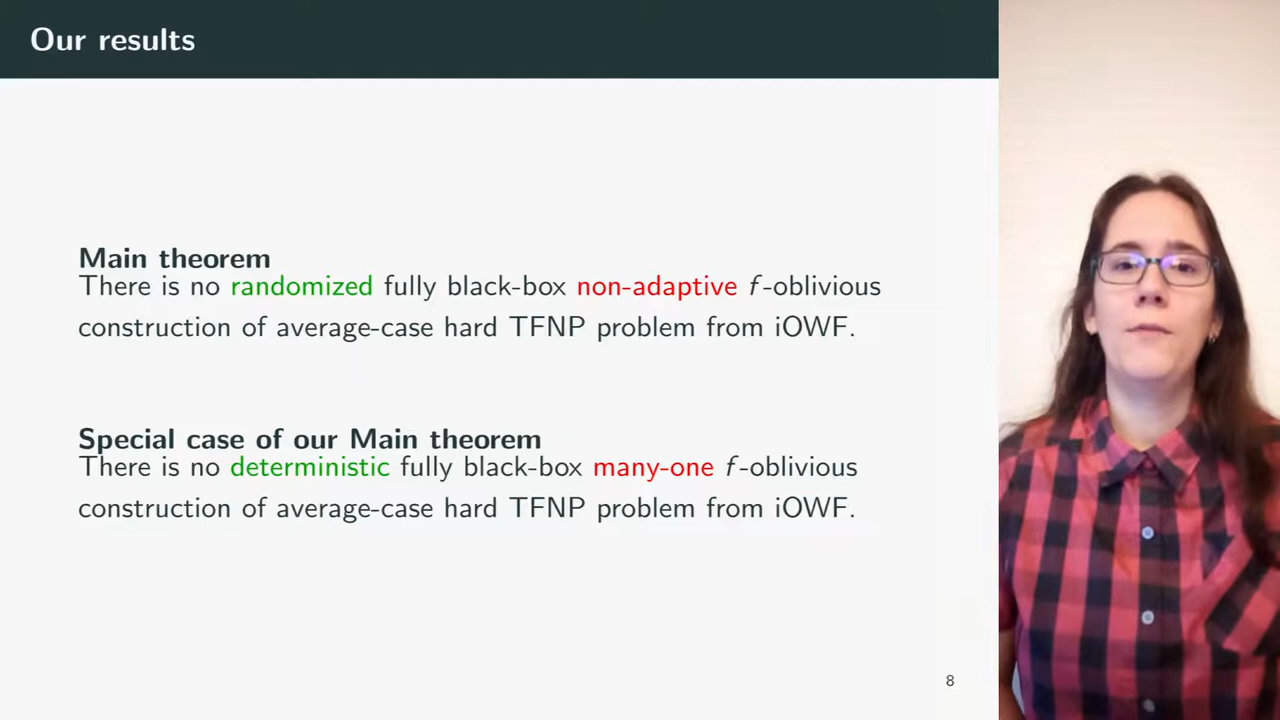 Our results
Main theorem
There is no randomized fully black-box non-adaptive f-oblivious
construction of average-case hard TFNP problem from iOWF.
Special case of our Main theorem
There is no deterministic fully black-box many-one f-oblivious
construction of average-case hard TFNP problem from iOWF.
8